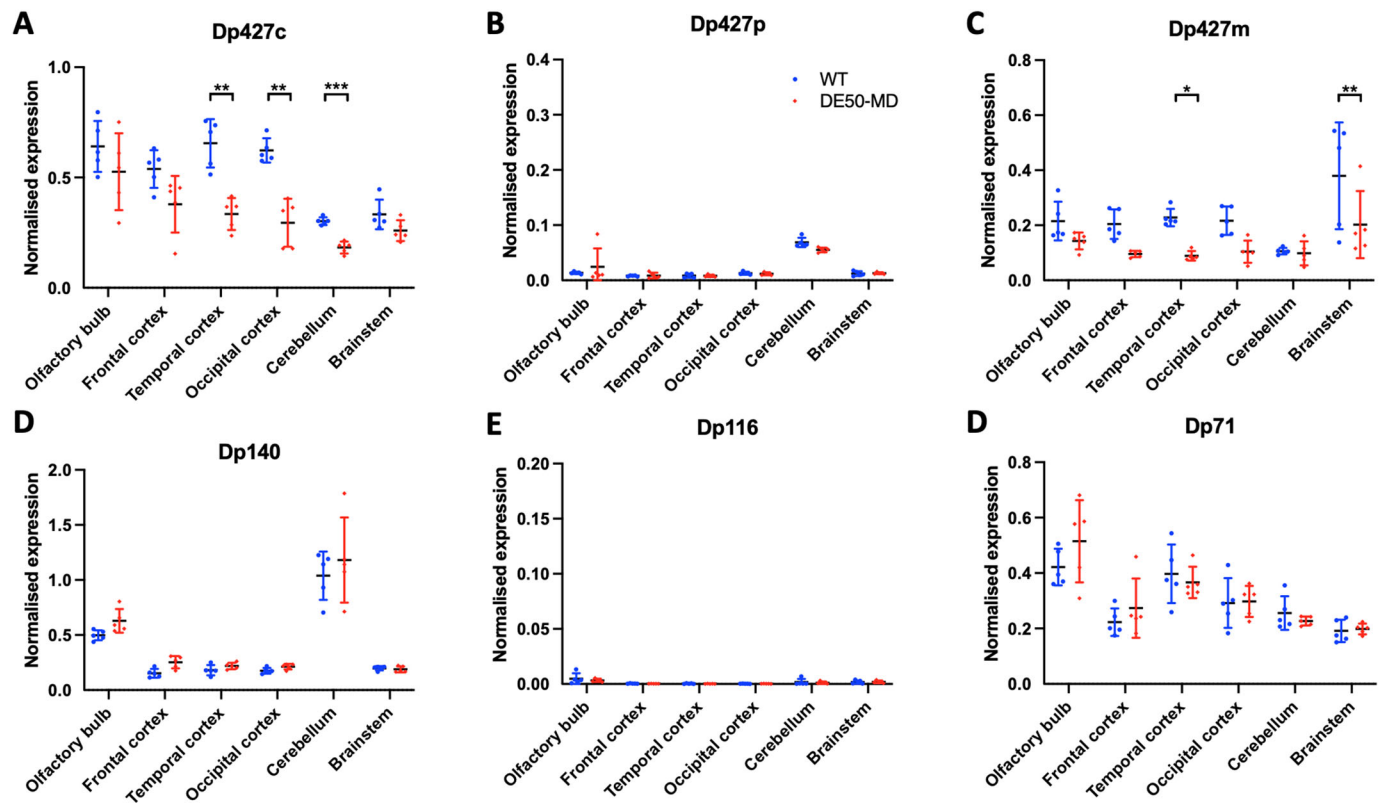 A
Dp427c
Normalised expression
1.0
0.5
0.0
**
**
***
Olfactory bulb
Frontal cortex
Temporal cortex
Occipital cortex
Cerebellum
Brainstem
B
Dp427p
Normalised expression
0.4
0.3
0.2
0.1
0.0
WT
DE50-MD
Olfactory bulb
Frontal cortex
Temporal cortex
Occipital cortex
Cerebellum
Brainstem
C
Dp427m
Normalised expression
0.8
0.6
0.4
0.2
0.0
*
**
Olfactory bulb
Frontal cortex
Temporal cortex
Occipital cortex
Cerebellum
Brainstem
D
Dp140
Normalised expression
2.0
1.5
1.0
0.5
0.0
Olfactory bulb
Frontal cortex
Temporal cortex
Occipital cortex
Cerebellum
Brainstem
E
Dp116
Normalised expression
0.20
0.15
0.10
0.05
0.00
Olfactory bulb
Frontal cortex
Temporal cortex
Occipital cortex
Cerebellum
Brainstem
D
Dp71
Normalised expression
0.8
0.6
0.4
0.2
0.0
Olfactory bulb
Frontal cortex
Temporal cortex
Occipital cortex
Cerebellum
Brainstem